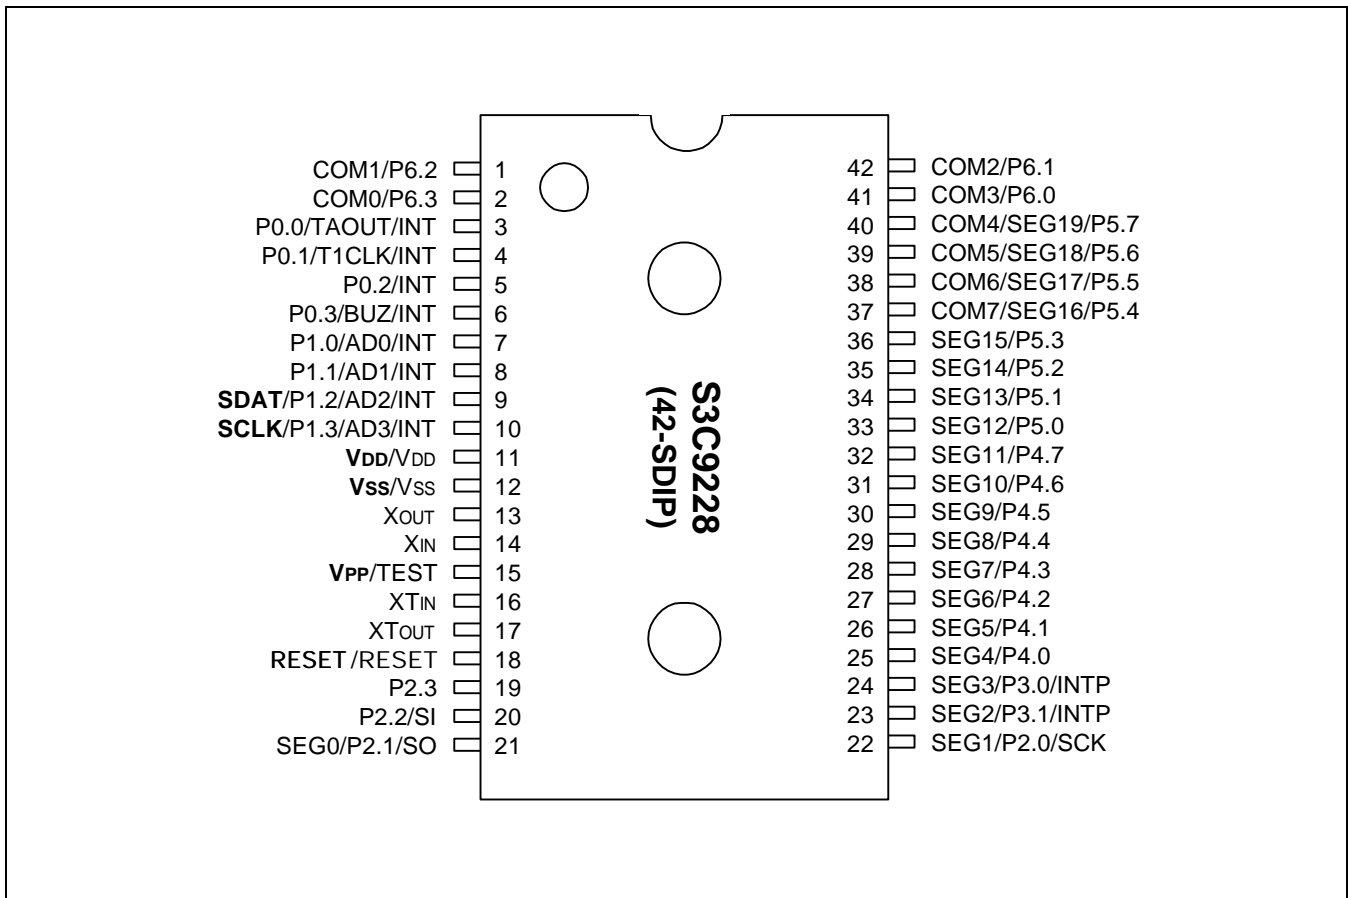 COM1/P6.2 1
COM0/P6.3 2
P0.0/TAOUT/INT 3
P0.1/T1CLK/INT 4
P0.2/INT 5
P0.3/BUZ/INT 6
P1.0/AD0/INT 7
P1.1/AD1/INT 8
SDAT/P1.2/AD2/INT 9
SCLK/P1.3/AD3/INT 10
VDD/VDD 11
VSS/VSS 12
XOUT 13
XIN 14
VPP/TEST 15
XTIN 16
XTOUT 17
RESET/RESET 18
P2.3 19
P2.2/SI 20
SEG0/P2.1/SO 21
S3C9228
(42-SDIP)
42 COM2/P6.1
41 COM3/P6.0
40 COM4/SEG19/P5.7
39 COM5/SEG18/P5.6
38 COM6/SEG17/P5.5
37 COM7/SEG16/P5.4
36 SEG15/P5.3
35 SEG14/P5.2
34 SEG13/P5.1
33 SEG12/P5.0
32 SEG11/P4.7
31 SEG10/P4.6
30 SEG9/P4.5
29 SEG8/P4.4
28 SEG7/P4.3
27 SEG6/P4.2
26 SEG5/P4.1
25 SEG4/P4.0
24 SEG3/P3.0/INTP
23 SEG2/P3.1/INTP
22 SEG1/P2.0/SCK